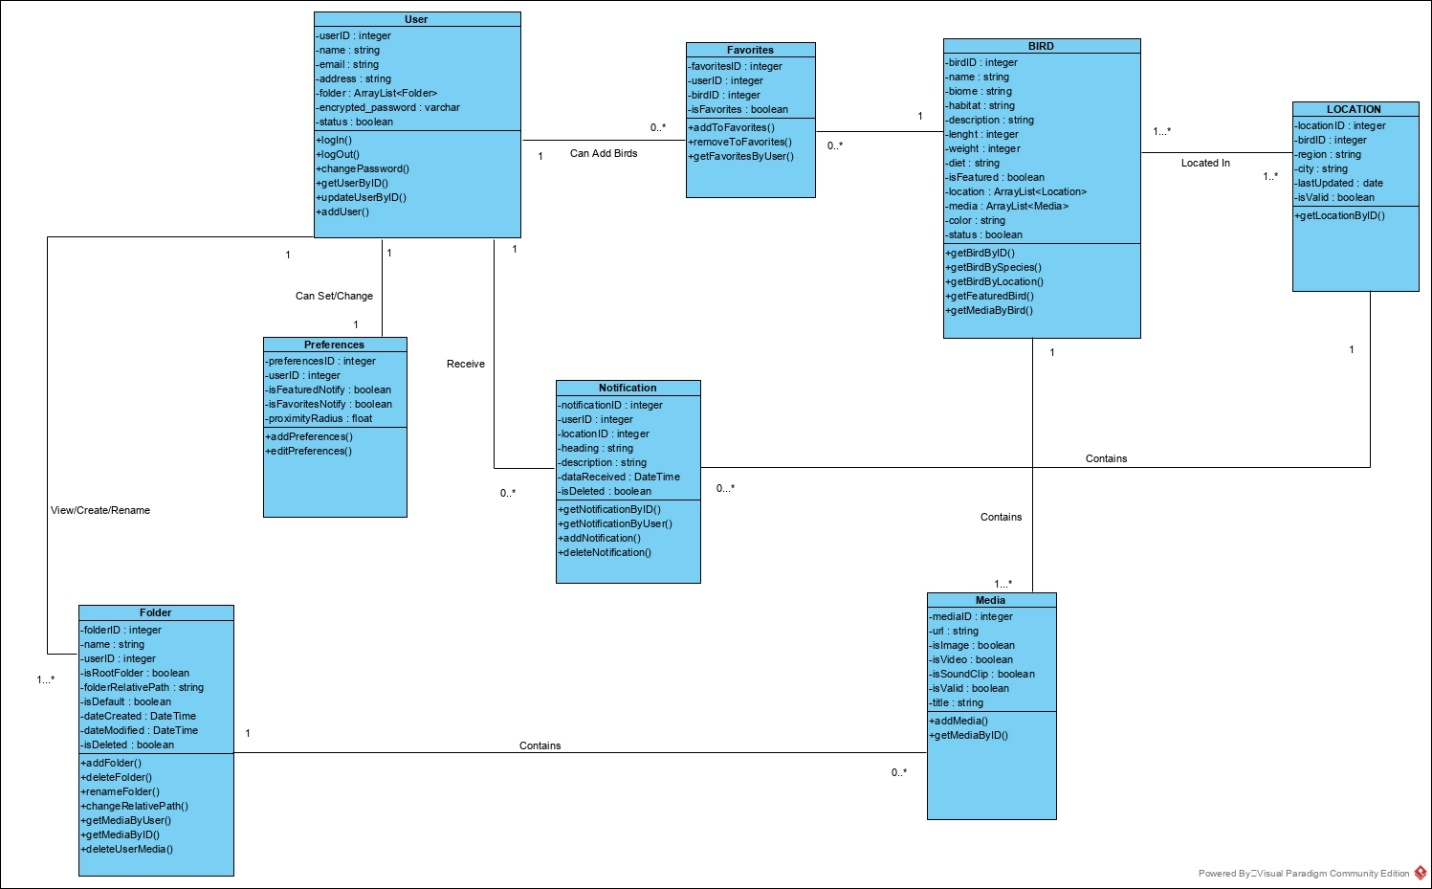 User
-userID : integer
-name : string
-email : string
-address : string
-folder : ArrayList<Folder>
-encrypted_password : varchar
-status : boolean
+logIn()
+logOut()
+changePassword()
+getUserByID()
+updateUserByID()
+addUser()
1
Can Add Birds
0..*
Favorites
-favoritesID : integer
-userID : integer
-birdID : integer
-isFavorites : boolean
+addToFavorites()
+removeToFavorites()
+getFavoritesByUser()
0..*
1
BIRD
-birdID : integer
-name : string
-biome : string
-habitat : string
-description : string
-lenght : integer
-weight : integer
-diet : string
-isFeatured : boolean
-location : ArrayList<Location>
-media : ArrayList<Media>
-color : string
-status : boolean
+getBirdByID()
+getBirdBySpecies()
+getBirdByLocation()
+getFeaturedBird()
+getMediaByBird()
1...*
Located In
1..*
LOCATION
-locationID : integer
-birdID : integer
-region : string
-city : string
-lastUpdated : date
-isValid : boolean
+getLocationByID()
1
1
1
Can Set/Change
1
Preferences
-preferencesID : integer
-userID : integer
-isFeaturedNotify : boolean
-isFavoritesNotify : boolean
-proximityRadius : float
+addPreferences()
+editPreferences()
Receive
0..*
Notification
-notificationID : integer
-userID : integer
-locationID : integer
-heading : string
-description : string
-dataReceived : DateTime
-isDeleted : boolean
+getNotificationByID()
+getNotificationByUser()
+addNotification()
+deleteNotification()
0...*
Contains
1
1
Contains
1...*
View/Create/Rename
1...*
Folder
-folderID : integer
-name : string
-userID : integer
-isRootFolder : boolean
-folderRelativePath : string
-isDefault : boolean
-dateCreated : DateTime
-dateModified : DateTime
-isDeleted : boolean
+addFolder()
+deleteFolder()
+renameFolder()
+changeRelativePath()
+getMediaByUser()
+getMediaByID()
+deleteUserMedia()
1
Contains
0..*
Media
-mediaID : integer
-url : string
-isImage : boolean
-isVideo : boolean
-isSoundClip : boolean
-isValid : boolean
-title : string
+addMedia()
+getMediaByID()
Powered By Visual Paradigm Community Edition